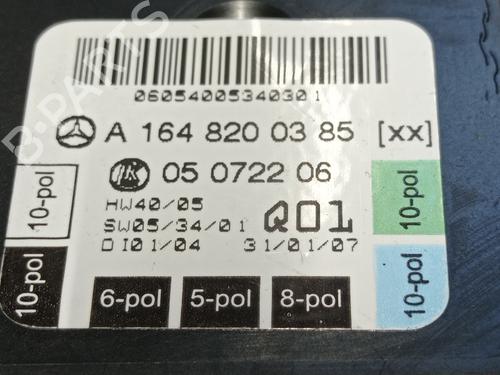 0605400534030 1
A 164 820 03 85 [xx]
05 0722 06
HW40/05
SW05/34/01 Q01
DI01/04 31/01/07
10-pol
10-pol
10-pol
10-pol
6-pol 5-pol 8-pol
B-PARTS